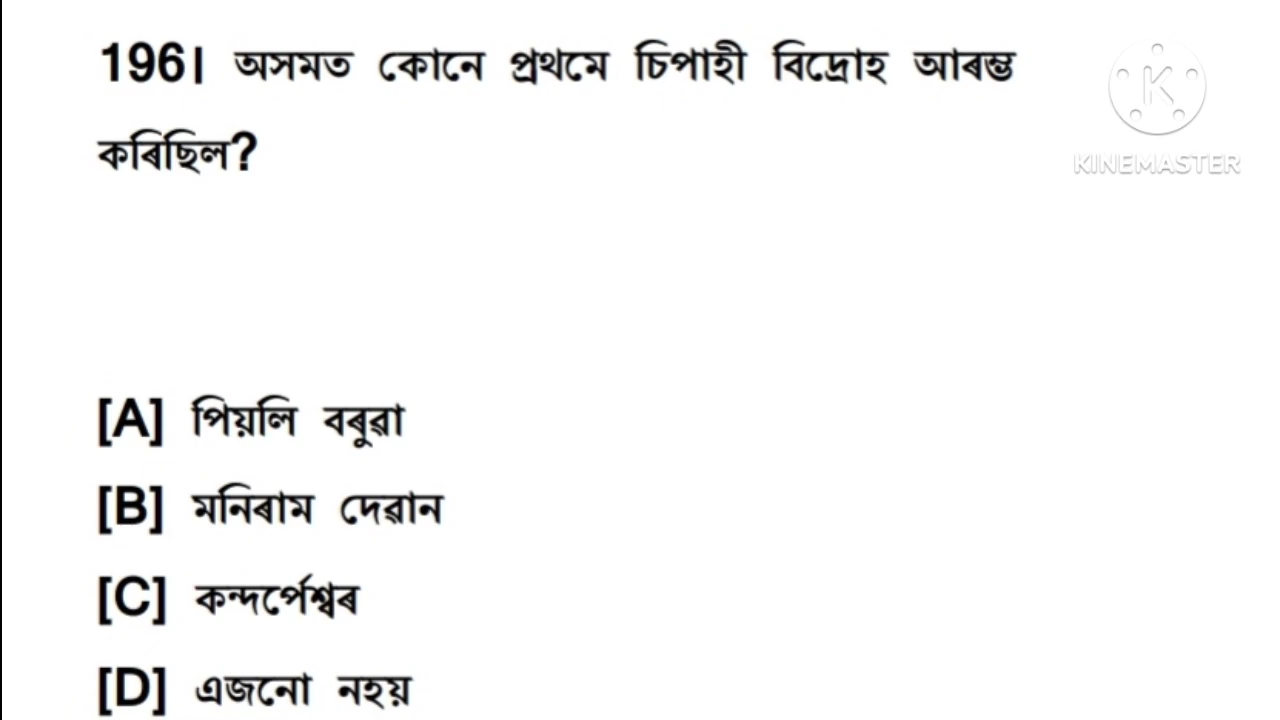 196। অসমত কোনে প্ৰথমে চিপাহী বিদ্ৰোহ আৰম্ভ
কৰিছিল?
KINEMASTER
[A] পিয়লি বৰুৱা
[B] মনিৰাম দেৱান
[C] কন্দৰ্পেশ্বৰ
[D] এজনো নহয়